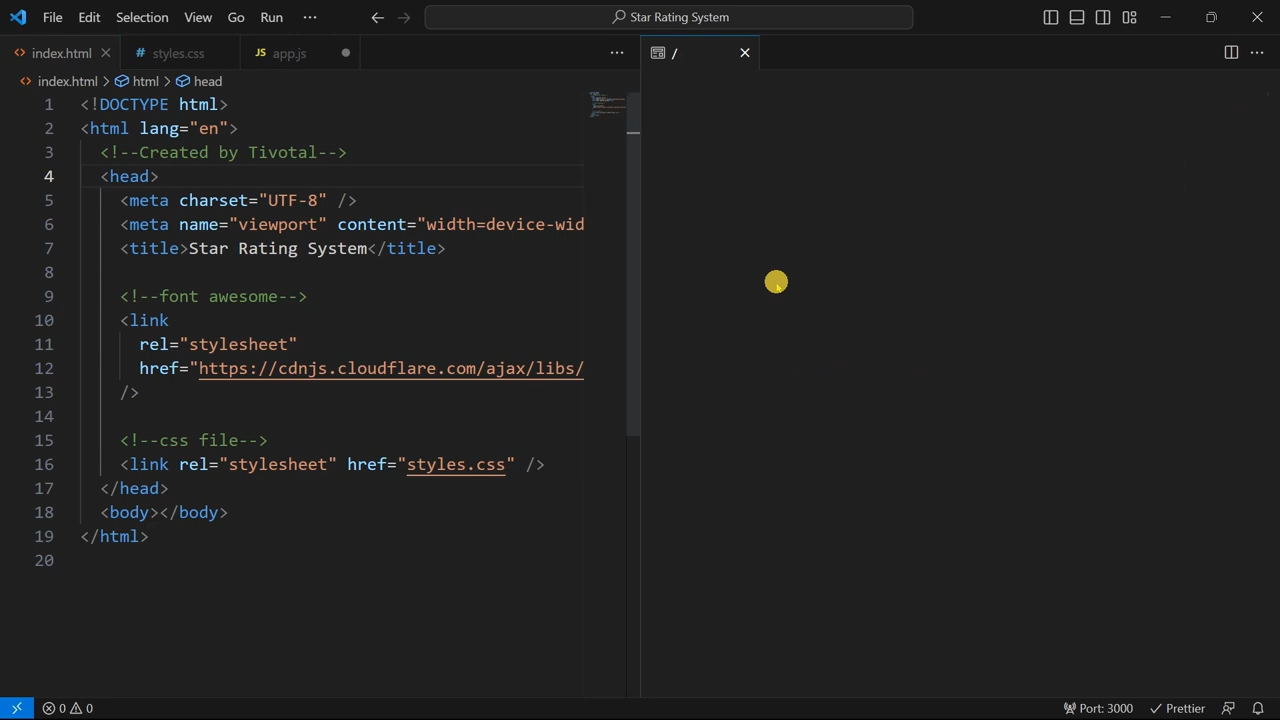 File Edit Selection View Go Run ··· Star Rating System
index.html styles.css JS app.js ··· / ···
index.html > html > head
1 <!DOCTYPE html>
2 <html lang="en">
3 <!--Created by Tivotal-->
4 <head>
5 <meta charset="UTF-8" />
6 <meta name="viewport" content="width=device-wid
7 <title>Star Rating System</title>
8
9 <!--font awesome-->
10 <link
11 rel="stylesheet"
12 href="https://cdnjs.cloudflare.com/ajax/libs/
13 />
14
15 <!--css file-->
16 <link rel="stylesheet" href="styles.css" />
17 </head>
18 <body></body>
19 </html>
20
0 0 Port: 3000 Prettier